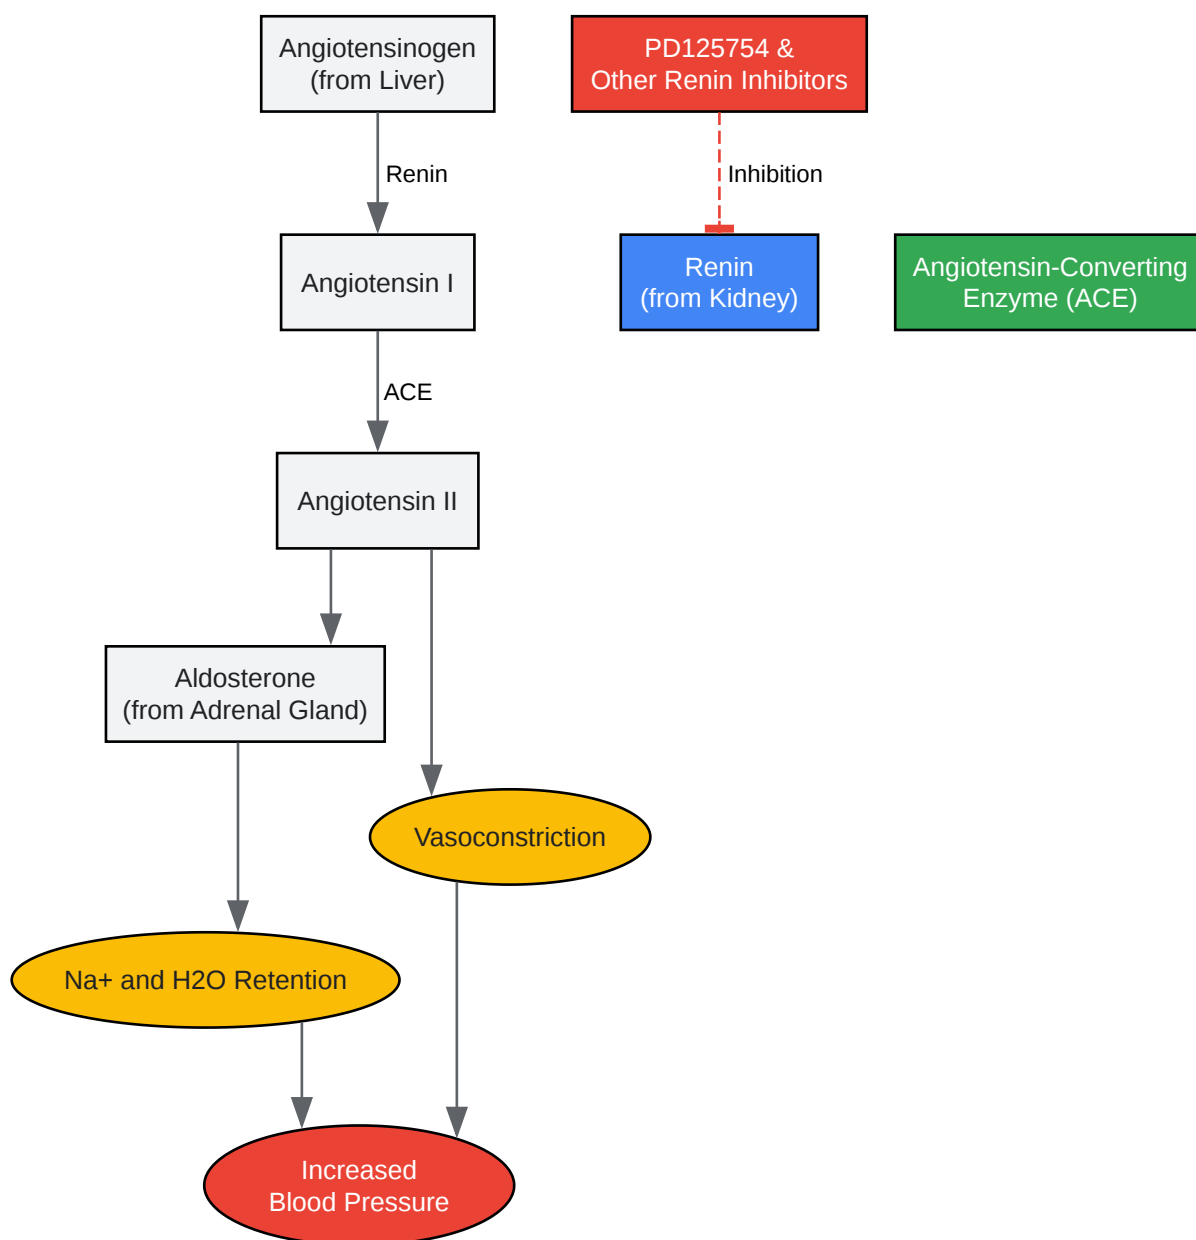 Angiotensinogen
(from Liver)
PD125754 &
Other Renin Inhibitors
Renin
Inhibition
Angiotensin I
Renin
(from Kidney)
Angiotensin-Converting
Enzyme (ACE)
ACE
Angiotensin II
Aldosterone
(from Adrenal Gland)
Vasoconstriction
Na+ and H2O Retention
Increased
Blood Pressure